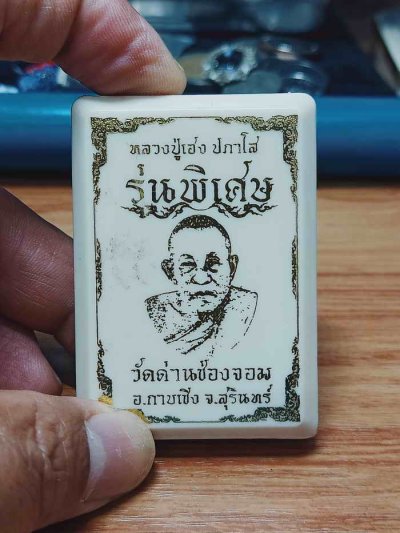 หลวงปู่เฮ่ง ปภาโส
รุ่นพิเศษ
วัดด่านช่องจอม
อ.กาบเชิง จ.สุรินทร์